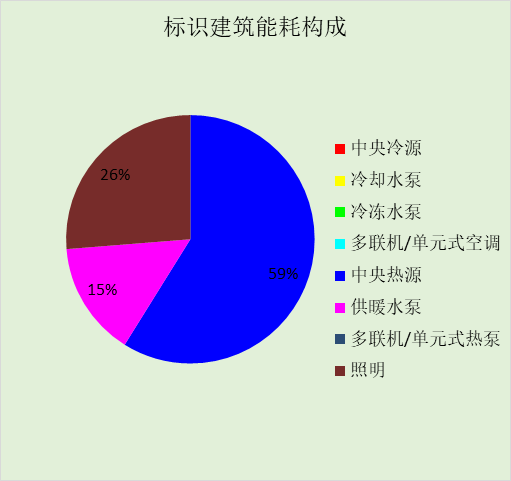 标识建筑能耗构成
26%
59%
15%
中央冷源
冷却水泵
冷冻水泵
多联机/单元式空调
中央热源
供暖水泵
多联机/单元式热泵
照明